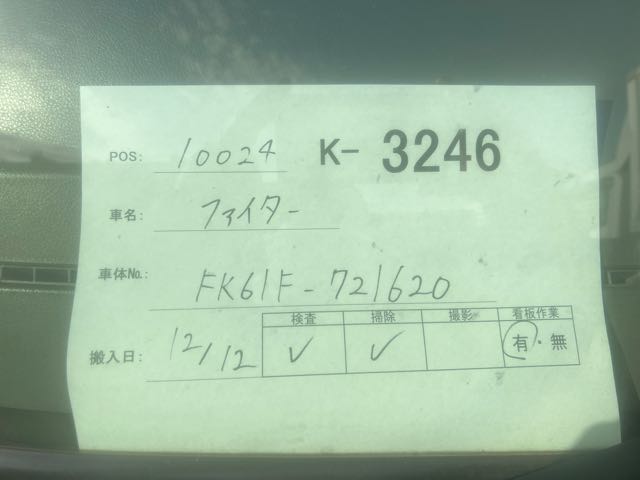 POS: 10024 K- 3246
車名: ファイター
車体No.: FK61F-721620
検査 掃除 撮影 看板作業
搬入日: 12/12 ✓ ✓ 有・無